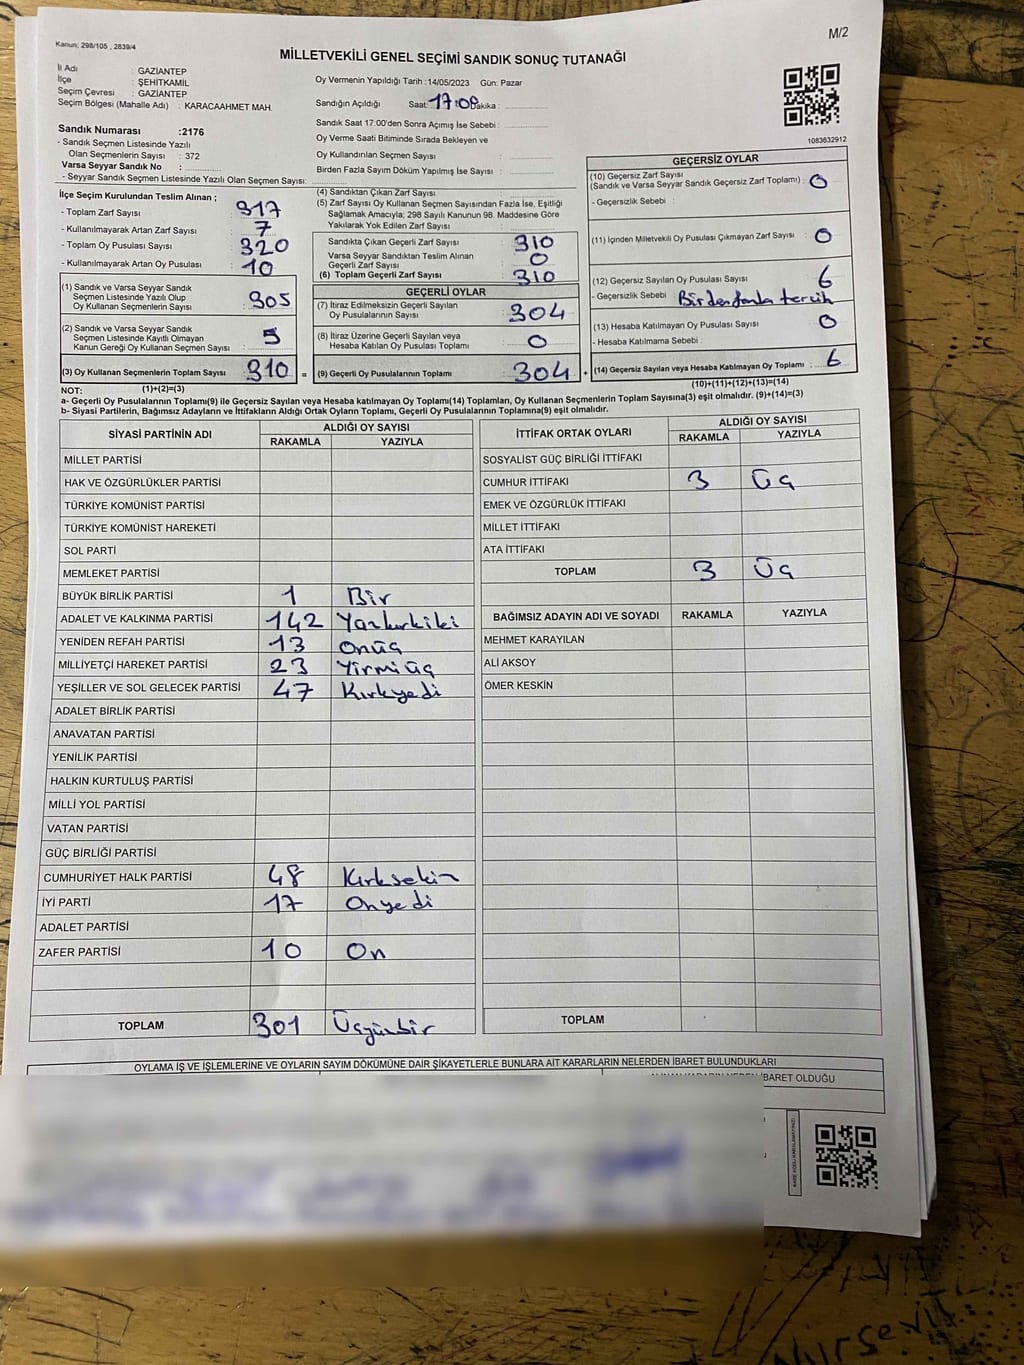 Kanun; 298/105 , 2839/4
M/2
MİLLETVEKİLİ GENEL SEÇİMİ SANDIK SONUÇ TUTANAĞI
İl Adı : GAZİANTEP
İlçe : ŞEHİTKAMİL
Seçim Çevresi : GAZİANTEP
Seçim Bölgesi (Mahalle Adı) : KARACAAHMET MAH.
Sandık Numarası :2176
- Sandık Seçmen Listesinde Yazılı
Olan Seçmenlerin Sayısı : 372
Varsa Seyyar Sandık No :
- Seyyar Sandık Seçmen Listesinde Yazılı Olan Seçmen Sayısı:
Oy Vermenin Yapıldığı Tarih :14/05/2023 Gün: Pazar
Sandığın Açıldığı Saat: 17:08 Dakika :
Sandık Saat 17:00'den Sonra Açımış İse Sebebi :
Oy Verme Saati Bitiminde Sırada Bekleyen ve
Oy Kullandırılan Seçmen Sayısı :
Birden Fazla Sayım Döküm Yapılmış İse Sayısı :
1083632912
İlçe Seçim Kurulundan Teslim Alınan ;
- Toplam Zarf Sayısı : 317
- Kullanılmayarak Artan Zarf Sayısı : 7
- Toplam Oy Pusulası Sayısı : 320
- Kullanılmayarak Artan Oy Pusulası : 10
(1) Sandık ve Varsa Seyyar Sandık
Seçmen Listesinde Yazılı Olup
Oy Kullanan Seçmenlerin Sayısı : 305
(2) Sandık ve Varsa Seyyar Sandık
Seçmen Listesinde Kayıtlı Olmayan
Kanun Gereği Oy Kullanan Seçmen Sayısı : 5
(3) Oy Kullanan Seçmenlerin Toplam Sayısı : 310 =
(4) Sandıktan Çıkan Zarf Sayısı :
(5) Zarf Sayısı Oy Kullanan Seçmen Sayısından Fazla İse, Eşitliği
Sağlamak Amacıyla; 298 Sayılı Kanunun 98. Maddesine Göre
Yakılarak Yok Edilen Zarf Sayısı :
Sandıkta Çıkan Geçerli Zarf Sayısı : 310
Varsa Seyyar Sandıktan Teslim Alınan
Geçerli Zarf Sayısı : 0
(6) Toplam Geçerli Zarf Sayısı : 310
GEÇERLİ OYLAR
(7) İtiraz Edilmeksizin Geçerli Sayılan
Oy Pusulalarının Sayısı : 304
(8) İtiraz Üzerine Geçerli Sayılan veya
Hesaba Katılan Oy Pusulası Toplamı : 0
(9) Geçerli Oy Pusulalarının Toplamı : 304 +
GEÇERSİZ OYLAR
(10) Geçersiz Zarf Sayısı
(Sandık ve Varsa Seyyar Sandık Geçersiz Zarf Toplamı) : 0
- Geçersizlik Sebebi :
(11) İçinden Milletvekili Oy Pusulası Çıkmayan Zarf Sayısı : 0
(12) Geçersiz Sayılan Oy Pusulası Sayısı : 6
- Geçersizlik Sebebi : Birden fazla tercih
(13) Hesaba Katılmayan Oy Pusulası Sayısı : 0
- Hesaba Katılmama Sebebi :
(14) Geçersiz Sayılan veya Hesaba Katılmayan Oy Toplamı : 6
NOT: (1)+(2)=(3) (10)+(11)+(12)+(13)=(14)
a- Geçerli Oy Pusulalarının Toplamı(9) ile Geçersiz Sayılan veya Hesaba katılmayan Oy Toplamı(14) Toplamları, Oy Kullanan Seçmenlerin Toplam Sayısına(3) eşit olmalıdır. (9)+(14)=(3)
b- Siyasi Partilerin, Bağımsız Adayların ve İttifakların Aldığı Ortak Oyların Toplamı, Geçerli Oy Pusulalarının Toplamına(9) eşit olmalıdır.
SİYASİ PARTİNİN ADI ALDIĞI OY SAYISI
RAKAMLA YAZIYLA
MİLLET PARTİSİ
HAK VE ÖZGÜRLÜKLER PARTİSİ
TÜRKİYE KOMÜNİST PARTİSİ
TÜRKİYE KOMÜNİST HAREKETİ
SOL PARTİ
MEMLEKET PARTİSİ
BÜYÜK BİRLİK PARTİSİ 1 Bir
ADALET VE KALKINMA PARTİSİ 142 Yüzkırkiki
YENİDEN REFAH PARTİSİ 13 Onüç
MİLLİYETÇİ HAREKET PARTİSİ 23 Yirmiüç
YEŞİLLER VE SOL GELECEK PARTİSİ 47 Kırkyedi
ADALET BİRLİK PARTİSİ
ANAVATAN PARTİSİ
YENİLİK PARTİSİ
HALKIN KURTULUŞ PARTİSİ
MİLLİ YOL PARTİSİ
VATAN PARTİSİ
GÜÇ BİRLİĞİ PARTİSİ
CUMHURİYET HALK PARTİSİ 48 Kırksekiz
İYİ PARTİ 17 Onyedi
ADALET PARTİSİ
ZAFER PARTİSİ 10 On
TOPLAM 301 Üçyüzbir
İTTİFAK ORTAK OYLARI ALDIĞI OY SAYISI
RAKAMLA YAZIYLA
SOSYALİST GÜÇ BİRLİĞİ İTTİFAKI
CUMHUR İTTİFAKI 3 Üç
EMEK VE ÖZGÜRLÜK İTTİFAKI
MİLLET İTTİFAKI
ATA İTTİFAKI
TOPLAM 3 Üç
BAĞIMSIZ ADAYIN ADI VE SOYADI RAKAMLA YAZIYLA
MEHMET KARAYILAN
ALİ AKSOY
ÖMER KESKİN
TOPLAM
OYLAMA İŞ VE İŞLEMLERİNE VE OYLARIN SAYIM DÖKÜMÜNE DAİR ŞİKAYETLERLE BUNLARA AİT KARARLARIN NELERDEN İBARET BULUNDUKLARI
İBARET OLDUĞU